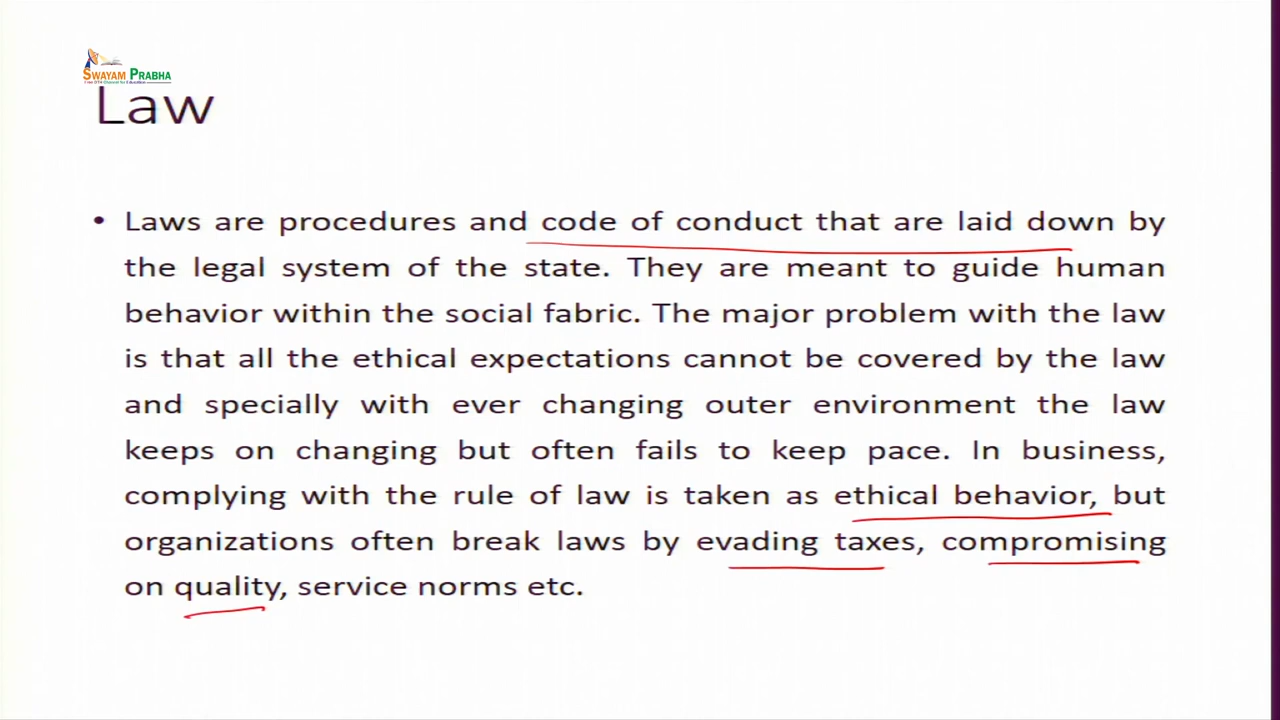 SWAYAM PRABHA
Law
• Laws are procedures and code of conduct that are laid down by
the legal system of the state. They are meant to guide human
behavior within the social fabric. The major problem with the law
is that all the ethical expectations cannot be covered by the law
and specially with ever changing outer environment the law
keeps on changing but often fails to keep pace. In business,
complying with the rule of law is taken as ethical behavior, but
organizations often break laws by evading taxes, compromising
on quality, service norms etc.